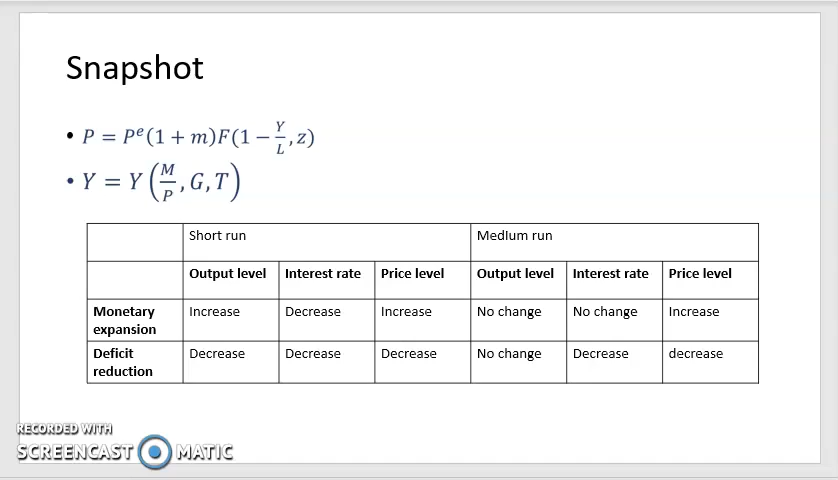 Snapshot
• P = Pᵉ(1 + m)F(1 − Y/L, z)
• Y = Y(M/P, G, T)
Short run MedIum run
Output level Interest rate Price level Output level Interest rate Price level
Monetary expansion Increase Decrease Increase No change No change Increase
Deficit reduction Decrease Decrease Decrease No change Decrease decrease
RECORDED WITH
SCREENCAST MATIC